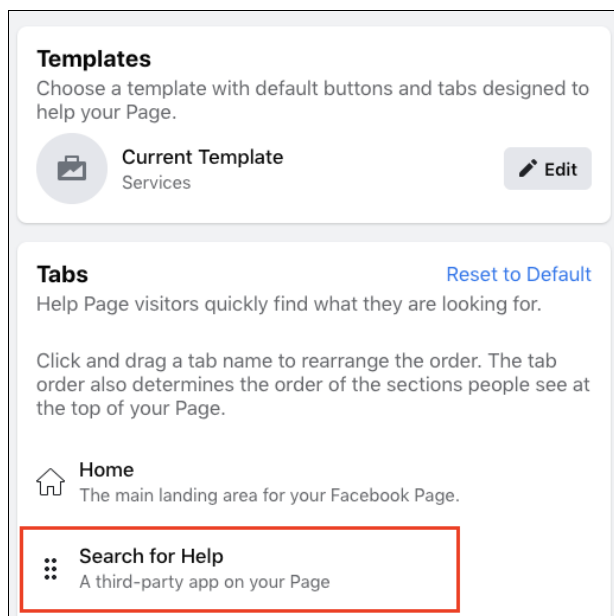 Templates
Choose a template with default buttons and tabs designed to
help your Page.
Current Template
Services
Edit
Tabs
Reset to Default
Help Page visitors quickly find what they are looking for.
Click and drag a tab name to rearrange the order. The tab
order also determines the order of the sections people see at
the top of your Page.
Home
The main landing area for your Facebook Page.
Search for Help
A third-party app on your Page